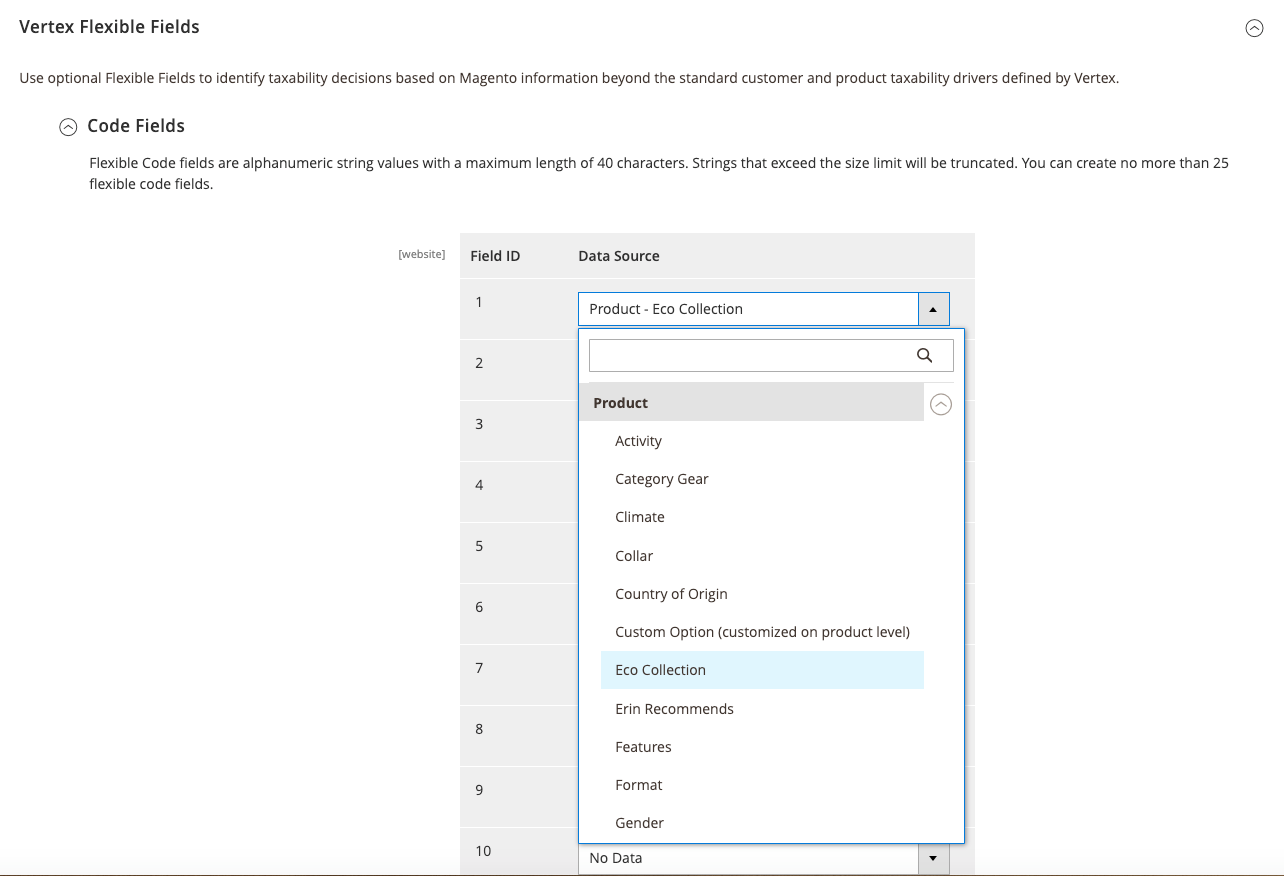 Vertex Flexible Fields
Use optional Flexible Fields to identify taxability decisions based on Magento information beyond the standard customer and product taxability drivers defined by Vertex.
Code Fields
Flexible Code fields are alphanumeric string values with a maximum length of 40 characters. Strings that exceed the size limit will be truncated. You can create no more than 25
flexible code fields.
[website] Field ID Data Source
1 Product - Eco Collection
2
Product
3
Activity
Category Gear
4
Climate
5
Collar
Country of Origin
6
Custom Option (customized on product level)
7
Eco Collection
Erin Recommends
8
Features
9
Format
Gender
10 No Data